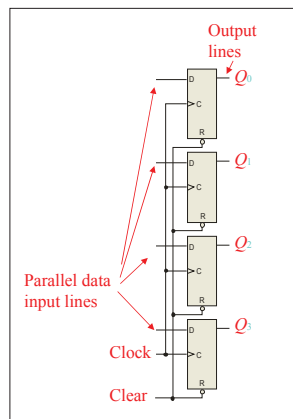 Output
lines
Q0
D
C
R
Q1
D
C
R
Q2
D
C
R
Parallel data
input lines
Q3
D
Clock
C
Clear
R